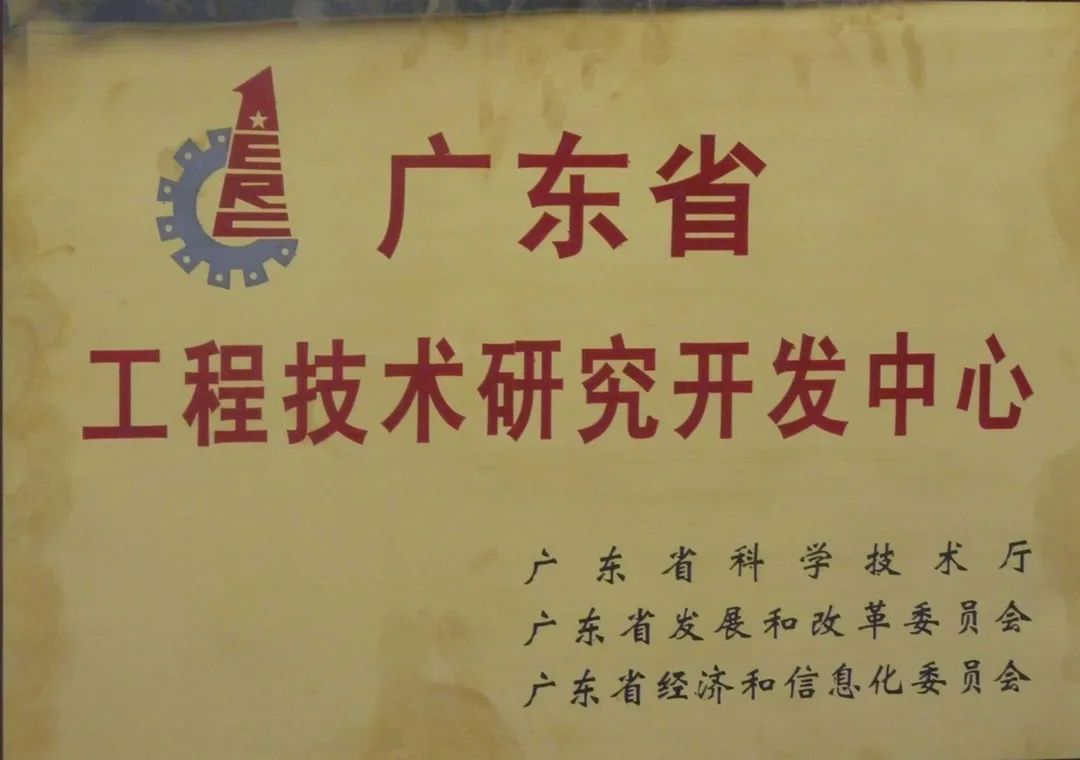 ERC
广东省
工程技术研究开发中心
广东省科学技术厅
广东省发展和改革委员会
广东省经济和信息化委员会